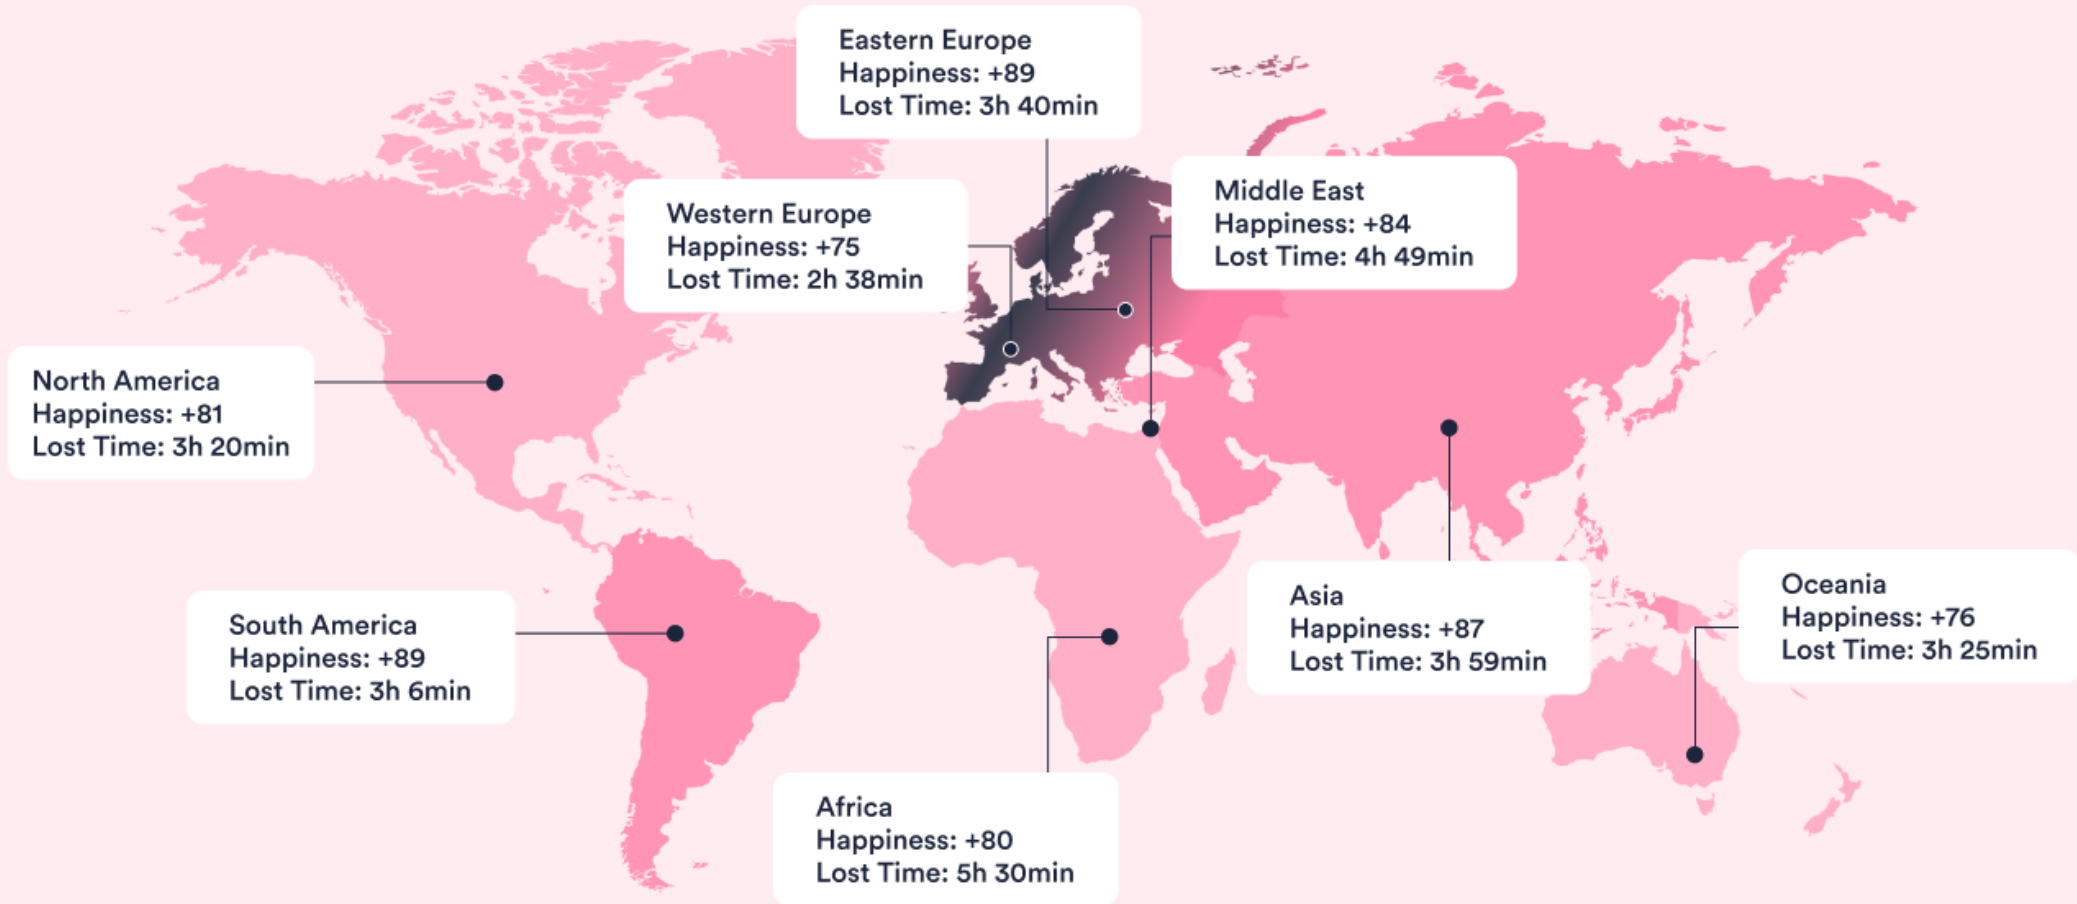 Eastern Europe
Happiness: +89
Lost Time: 3h 40min
Middle East
Happiness: +84
Lost Time: 4h 49min
Western Europe
Happiness: +75
Lost Time: 2h 38min
North America
Happiness: +81
Lost Time: 3h 20min
Asia
Happiness: +87
Lost Time: 3h 59min
Oceania
Happiness: +76
Lost Time: 3h 25min
South America
Happiness: +89
Lost Time: 3h 6min
Africa
Happiness: +80
Lost Time: 5h 30min